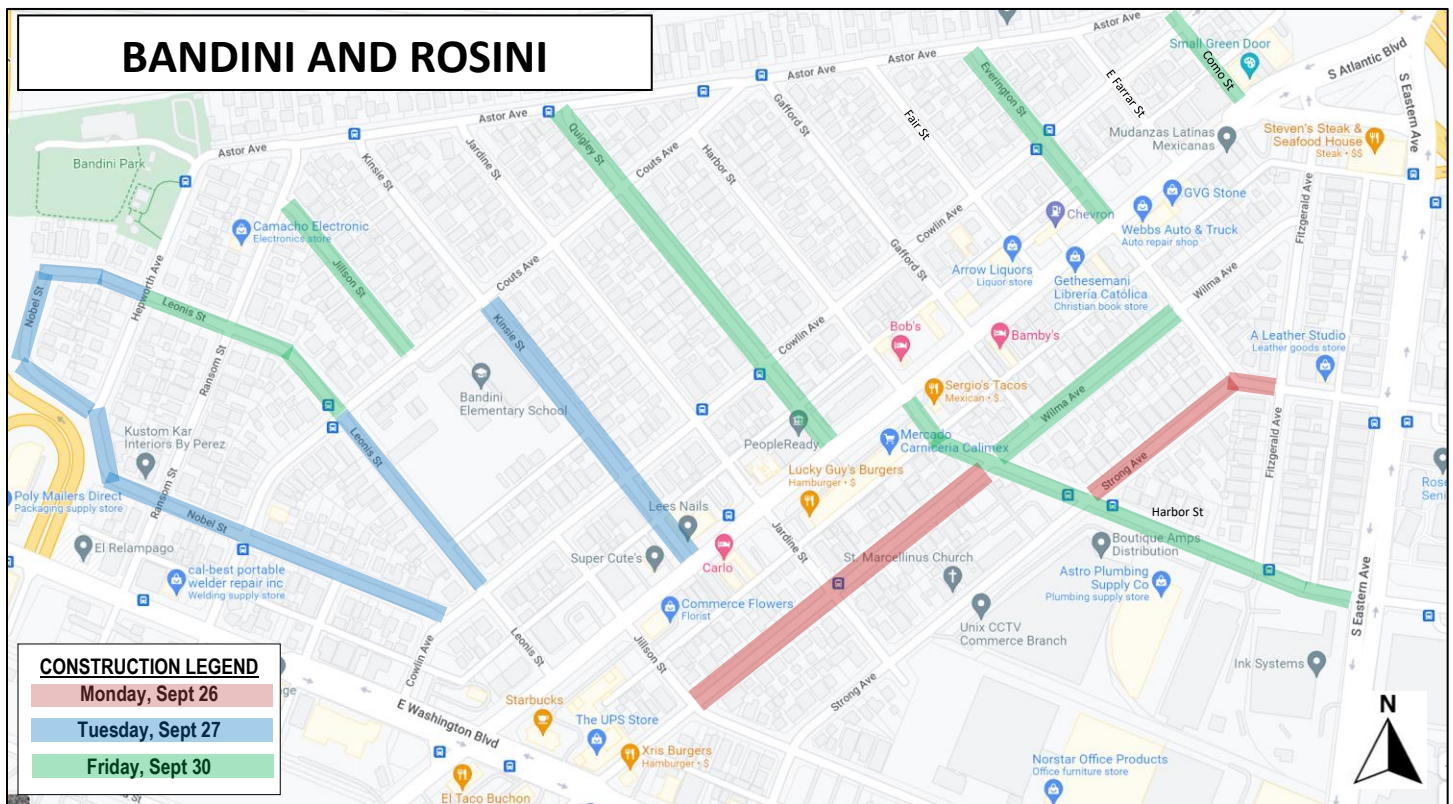 BANDINI AND ROSINI
Astor Ave
Small Green Door
Como St
S Atlantic Blvd
S Eastern Ave
Astor Ave
Everington St
E Farrar St
Astor Ave
Gafford St
Fair St
Mudanzas Latinas
Mexicanas
Steven's Steak &
Seafood House
Steak • $$
Astor Ave
Quigley St
Jardine St
Couts Ave
Harbor St
Astor Ave
Kinsie St
Bandini Park
GVG Stone
Fitzgerald Ave
Chevron
Webbs Auto & Truck
Auto repair shop
Cowlin Ave
Gafford St
Camacho Electronic
Electronics store
Jillson St
Couts Ave
Hepworth Ave
Arrow Liquors
Liquor store
Gethesemani
Librería Católica
Christian book store
Wilma Ave
Nobel St
Leonis St
Kinsie St
Cowlin Ave
Bob's
Bamby's
A Leather Studio
Leather goods store
Ransom St
Bandini
Elementary School
Sergio's Tacos
Mexican • $
Wilma Ave
Kustom Kar
Interiors By Perez
Leonis St
PeopleReady
Mercado
Carniceria Calimex
Fitzgerald Ave
Lucky Guy's Burgers
Hamburger • $
Strong Ave
Ransom St
Poly Mailers Direct
Packaging supply store
Nobel St
Lees Nails
Harbor St
Rose
Seni
El Relampago
Super Cute's
Carlo
Jardine St
St. Marcellinus Church
Boutique Amps
Distribution
cal-best portable
welder repair inc
Welding supply store
Astro Plumbing
Supply Co
Plumbing supply store
Commerce Flowers
Florist
Unix CCTV
Commerce Branch
S Eastern Ave
Cowlin Ave
Leonis St
Jillson St
Strong Ave
Ink Systems
CONSTRUCTION LEGEND
Monday, Sept 26
Tuesday, Sept 27
Friday, Sept 30
E Washington Blvd
Starbucks
The UPS Store
Xris Burgers
Hamburger • $
El Taco Buchon
Norstar Office Products
Office furniture store
N